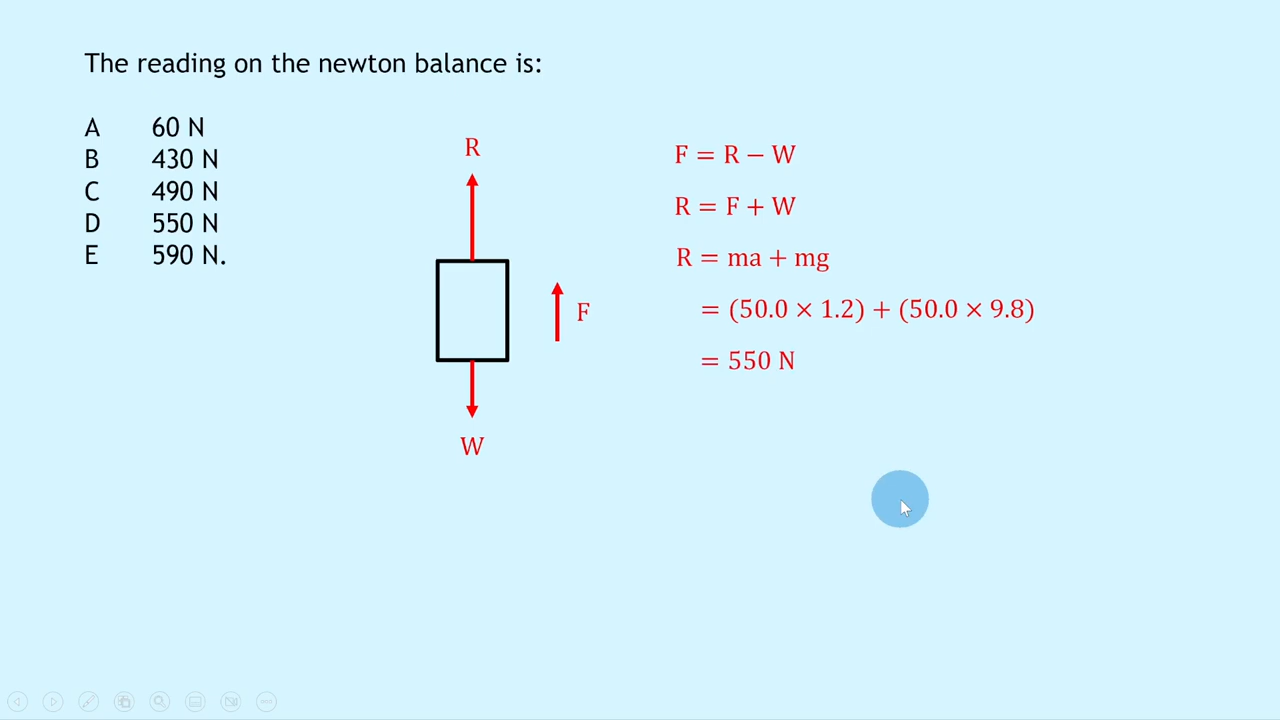 The reading on the newton balance is:
A 60 N
B 430 N
C 490 N
D 550 N
E 590 N.
R
F
W
F = R − W
R = F + W
R = ma + mg
= (50.0 × 1.2) + (50.0 × 9.8)
= 550 N